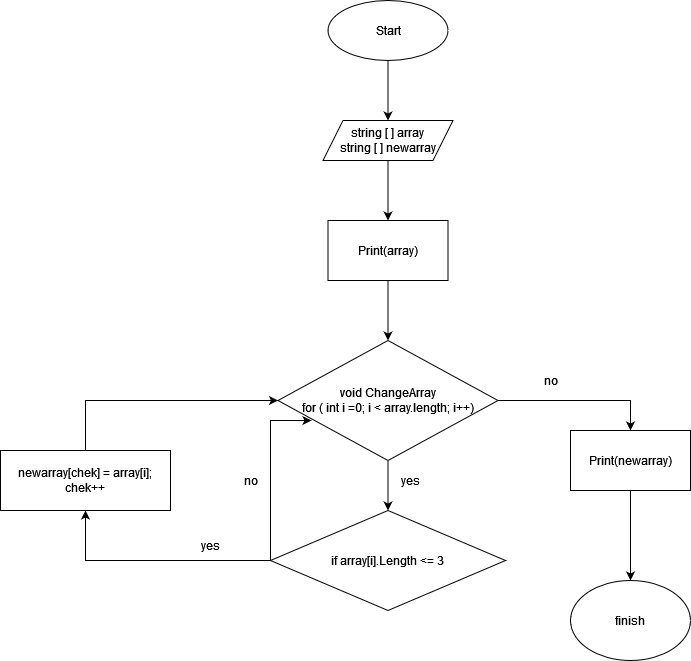 Start
string [ ] array
string [ ] newarray
Print(array)
void ChangeArray
for ( int i =0; i < array.length; i++)
no
Print(newarray)
newarray[chek] = array[i];
chek++
no
yes
yes
if array[i].Length <= 3
finish